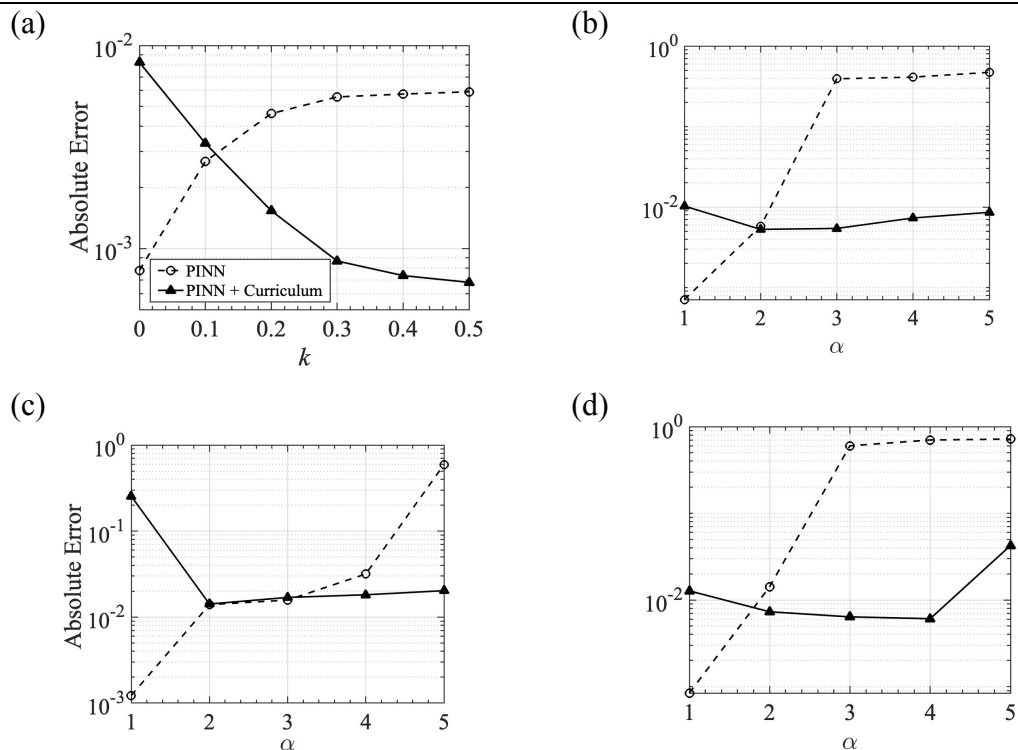 (a)
10^-2
10^-3
Absolute Error
PINN
PINN + Curriculum
0 0.1 0.2 0.3 0.4 0.5
k
(b)
10^0
10^-2
1 2 3 4 5
α
(c)
10^0
10^-1
10^-2
10^-3
Absolute Error
1 2 3 4 5
α
(d)
10^0
10^-2
1 2 3 4 5
α